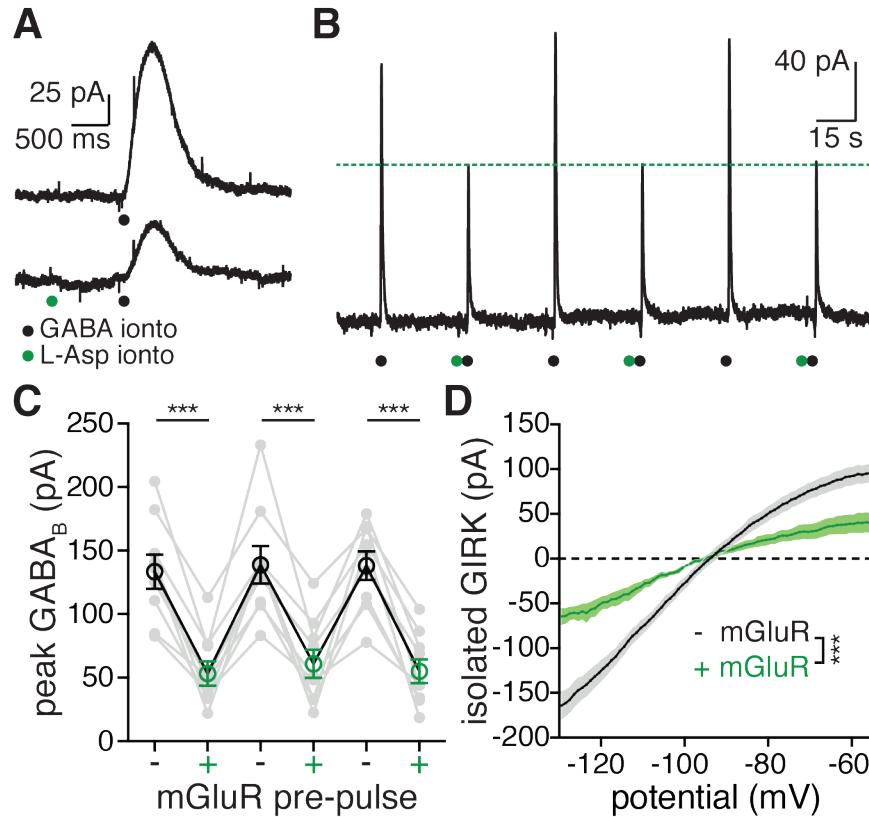 A
25 pA
500 ms
GABA ionto
L-Asp ionto
B
40 pA
15 s
C
*** *** ***
250
200
150
100
50
0
peak GABAB (pA)
- + - + - +
mGluR pre-pulse
D
150
100
50
0
-50
-100
-150
-200
isolated GIRK (pA)
- mGluR
+ mGluR
***
-120 -100 -80 -60
potential (mV)